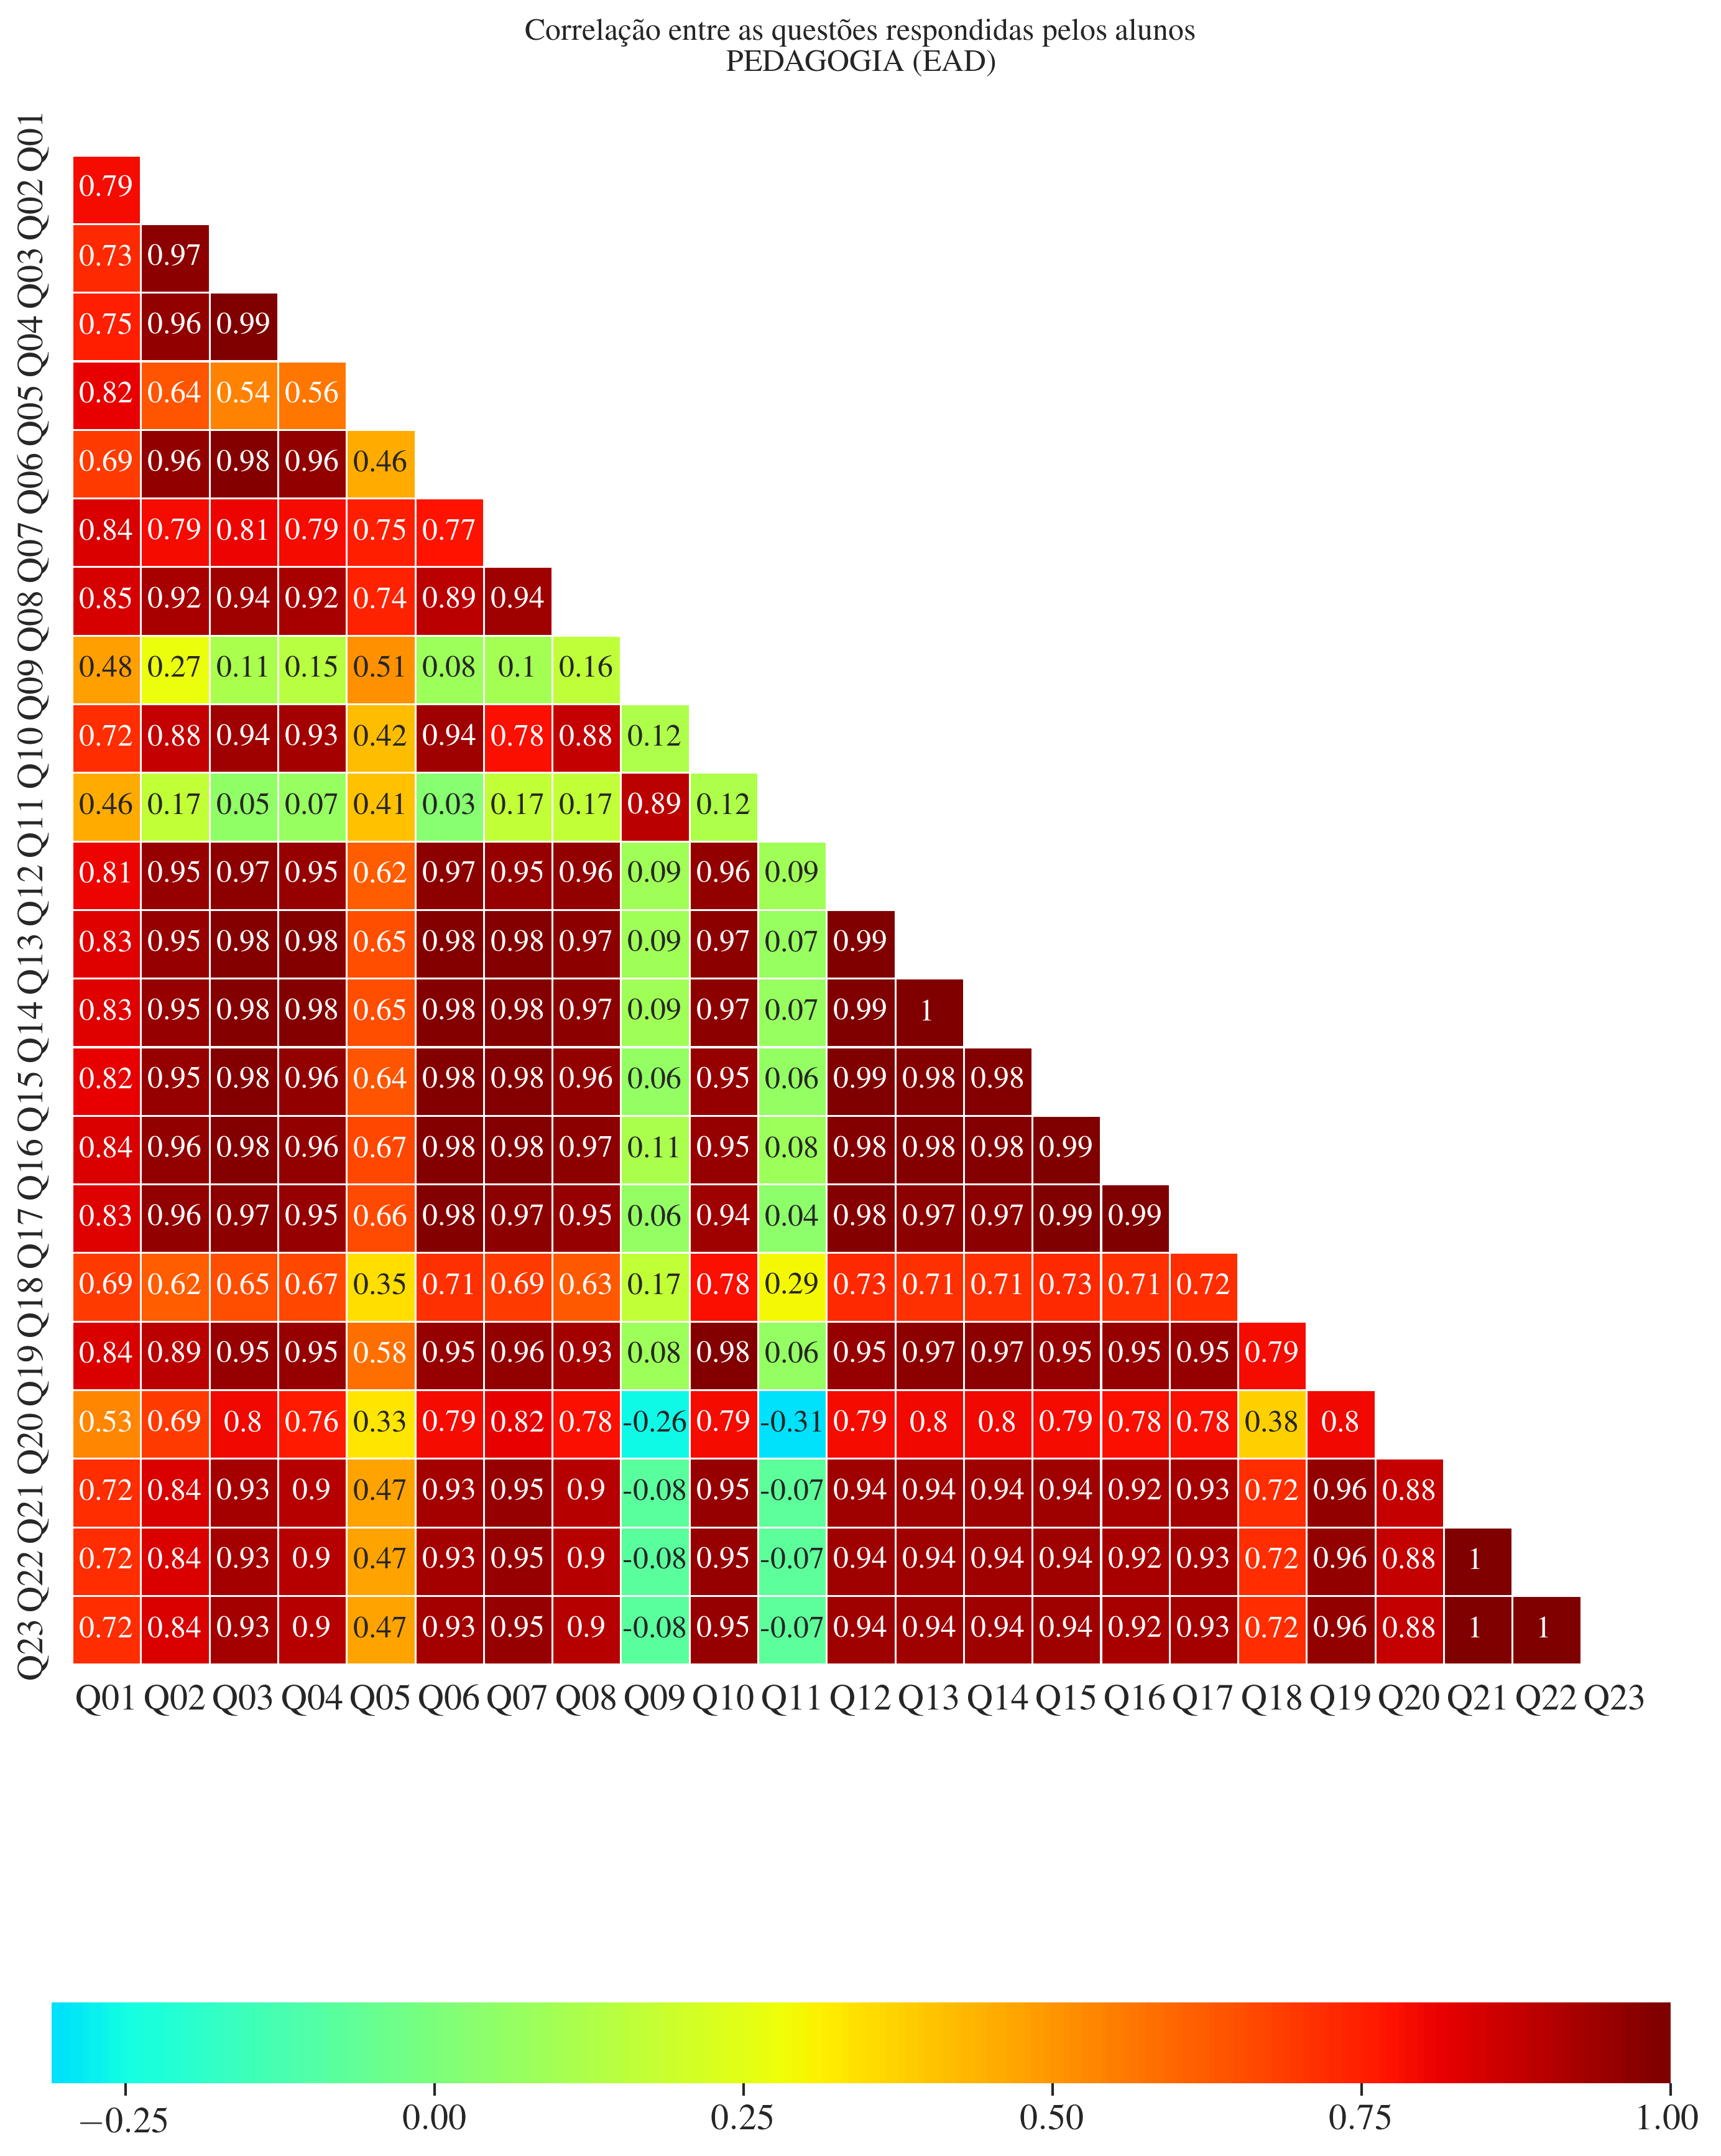 Correlação entre as questões respondidas pelos alunos
PEDAGOGIA (EAD)
Q01
Q02 0.79
Q03 0.73 0.97
Q04 0.75 0.96 0.99
Q05 0.82 0.64 0.54 0.56
Q06 0.69 0.96 0.98 0.96 0.46
Q07 0.84 0.79 0.81 0.79 0.75 0.77
Q08 0.85 0.92 0.94 0.92 0.74 0.89 0.94
Q09 0.48 0.27 0.11 0.15 0.51 0.08 0.1 0.16
Q10 0.72 0.88 0.94 0.93 0.42 0.94 0.78 0.88 0.12
Q11 0.46 0.17 0.05 0.07 0.41 0.03 0.17 0.17 0.89 0.12
Q12 0.81 0.95 0.97 0.95 0.62 0.97 0.95 0.96 0.09 0.96 0.09
Q13 0.83 0.95 0.98 0.98 0.65 0.98 0.98 0.97 0.09 0.97 0.07 0.99
Q14 0.83 0.95 0.98 0.98 0.65 0.98 0.98 0.97 0.09 0.97 0.07 0.99 1
Q15 0.82 0.95 0.98 0.96 0.64 0.98 0.98 0.96 0.06 0.95 0.06 0.99 0.98 0.98
Q16 0.84 0.96 0.98 0.96 0.67 0.98 0.98 0.97 0.11 0.95 0.08 0.98 0.98 0.98 0.99
Q17 0.83 0.96 0.97 0.95 0.66 0.98 0.97 0.95 0.06 0.94 0.04 0.98 0.97 0.97 0.99 0.99
Q18 0.69 0.62 0.65 0.67 0.35 0.71 0.69 0.63 0.17 0.78 0.29 0.73 0.71 0.71 0.73 0.71 0.72
Q19 0.84 0.89 0.95 0.95 0.58 0.95 0.96 0.93 0.08 0.98 0.06 0.95 0.97 0.97 0.95 0.95 0.95 0.79
Q20 0.53 0.69 0.8 0.76 0.33 0.79 0.82 0.78 -0.26 0.79 -0.31 0.79 0.8 0.8 0.79 0.78 0.78 0.38 0.8
Q21 0.72 0.84 0.93 0.9 0.47 0.93 0.95 0.9 -0.08 0.95 -0.07 0.94 0.94 0.94 0.94 0.92 0.93 0.72 0.96 0.88
Q22 0.72 0.84 0.93 0.9 0.47 0.93 0.95 0.9 -0.08 0.95 -0.07 0.94 0.94 0.94 0.94 0.92 0.93 0.72 0.96 0.88 1
Q23 0.72 0.84 0.93 0.9 0.47 0.93 0.95 0.9 -0.08 0.95 -0.07 0.94 0.94 0.94 0.94 0.92 0.93 0.72 0.96 0.88 1 1
Q01 Q02 Q03 Q04 Q05 Q06 Q07 Q08 Q09 Q10 Q11 Q12 Q13 Q14 Q15 Q16 Q17 Q18 Q19 Q20 Q21 Q22 Q23
−0.25 0.00 0.25 0.50 0.75 1.00